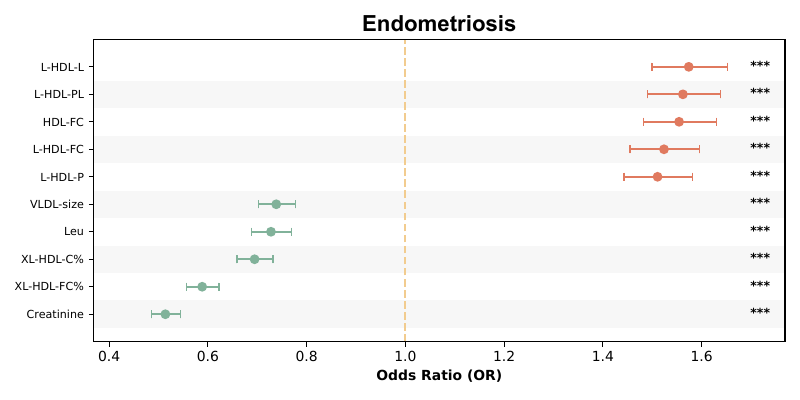 Endometriosis
L-HDL-L ***
L-HDL-PL ***
HDL-FC ***
L-HDL-FC ***
L-HDL-P ***
VLDL-size ***
Leu ***
XL-HDL-C% ***
XL-HDL-FC% ***
Creatinine ***
0.4 0.6 0.8 1.0 1.2 1.4 1.6
Odds Ratio (OR)